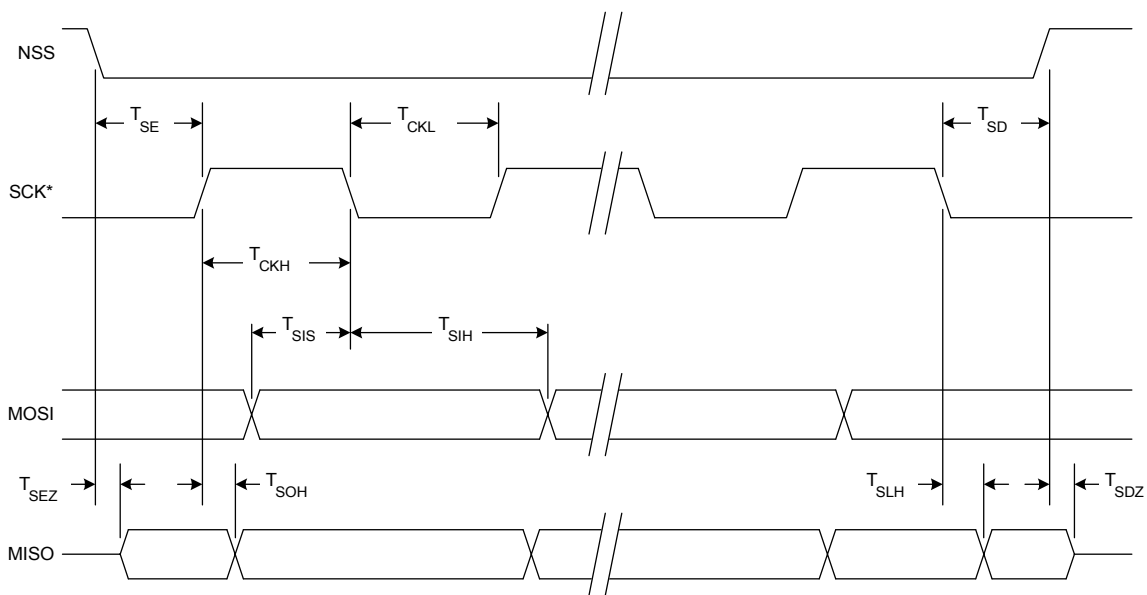 NSS
T_SE
T_CKL
T_SD
SCK*
T_CKH
T_SIS
T_SIH
MOSI
T_SEZ
T_SOH
T_SLH
T_SDZ
MISO